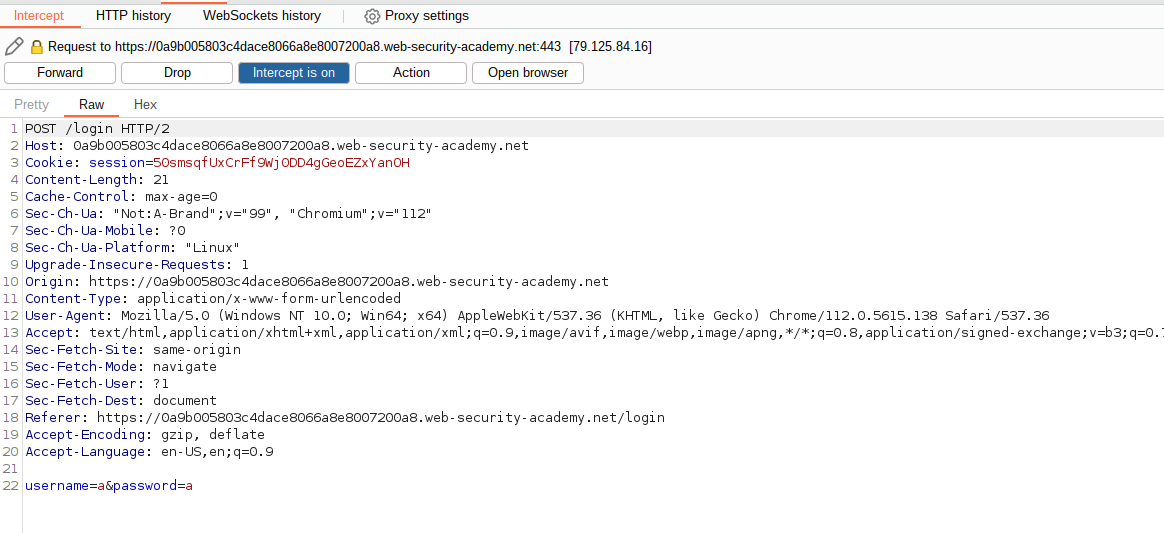 Intercept HTTP history WebSockets history Proxy settings
Request to https://0a9b005803c4dace8066a8e8007200a8.web-security-academy.net:443 [79.125.84.16]
Forward Drop Intercept is on Action Open browser
Pretty Raw Hex
1 POST /login HTTP/2
2 Host: 0a9b005803c4dace8066a8e8007200a8.web-security-academy.net
3 Cookie: session=50smsqfUxCrFf9Wj0DD4gGeoEZxYanOH
4 Content-Length: 21
5 Cache-Control: max-age=0
6 Sec-Ch-Ua: "Not:A-Brand";v="99", "Chromium";v="112"
7 Sec-Ch-Ua-Mobile: ?0
8 Sec-Ch-Ua-Platform: "Linux"
9 Upgrade-Insecure-Requests: 1
10 Origin: https://0a9b005803c4dace8066a8e8007200a8.web-security-academy.net
11 Content-Type: application/x-www-form-urlencoded
12 User-Agent: Mozilla/5.0 (Windows NT 10.0; Win64; x64) AppleWebKit/537.36 (KHTML, like Gecko) Chrome/112.0.5615.138 Safari/537.36
13 Accept: text/html,application/xhtml+xml,application/xml;q=0.9,image/avif,image/webp,image/apng,*/*;q=0.8,application/signed-exchange;v=b3;q=0.7
14 Sec-Fetch-Site: same-origin
15 Sec-Fetch-Mode: navigate
16 Sec-Fetch-User: ?1
17 Sec-Fetch-Dest: document
18 Referer: https://0a9b005803c4dace8066a8e8007200a8.web-security-academy.net/login
19 Accept-Encoding: gzip, deflate
20 Accept-Language: en-US,en;q=0.9
21
22 username=a&password=a